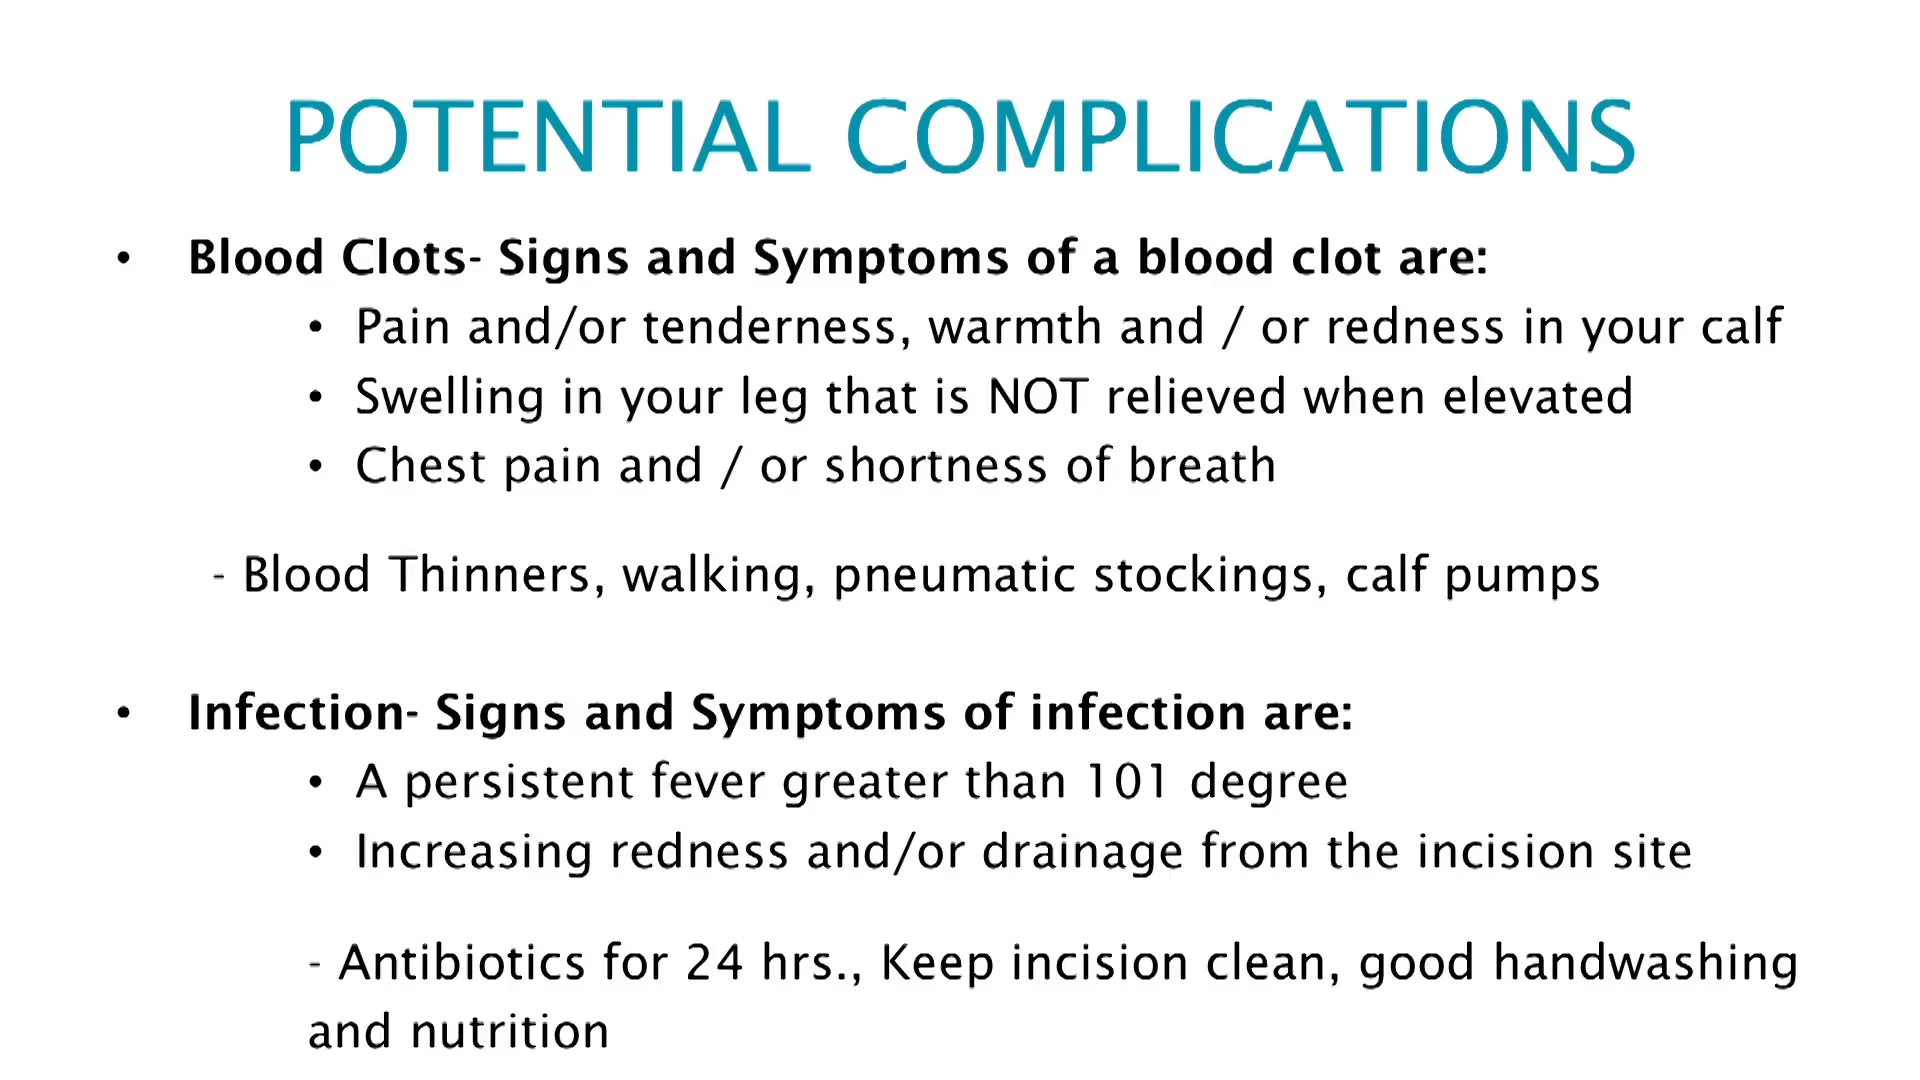 POTENTIAL COMPLICATIONS
• Blood Clots- Signs and Symptoms of a blood clot are:
• Pain and/or tenderness, warmth and / or redness in your calf
• Swelling in your leg that is NOT relieved when elevated
• Chest pain and / or shortness of breath
- Blood Thinners, walking, pneumatic stockings, calf pumps
• Infection- Signs and Symptoms of infection are:
• A persistent fever greater than 101 degree
• Increasing redness and/or drainage from the incision site
- Antibiotics for 24 hrs., Keep incision clean, good handwashing
and nutrition